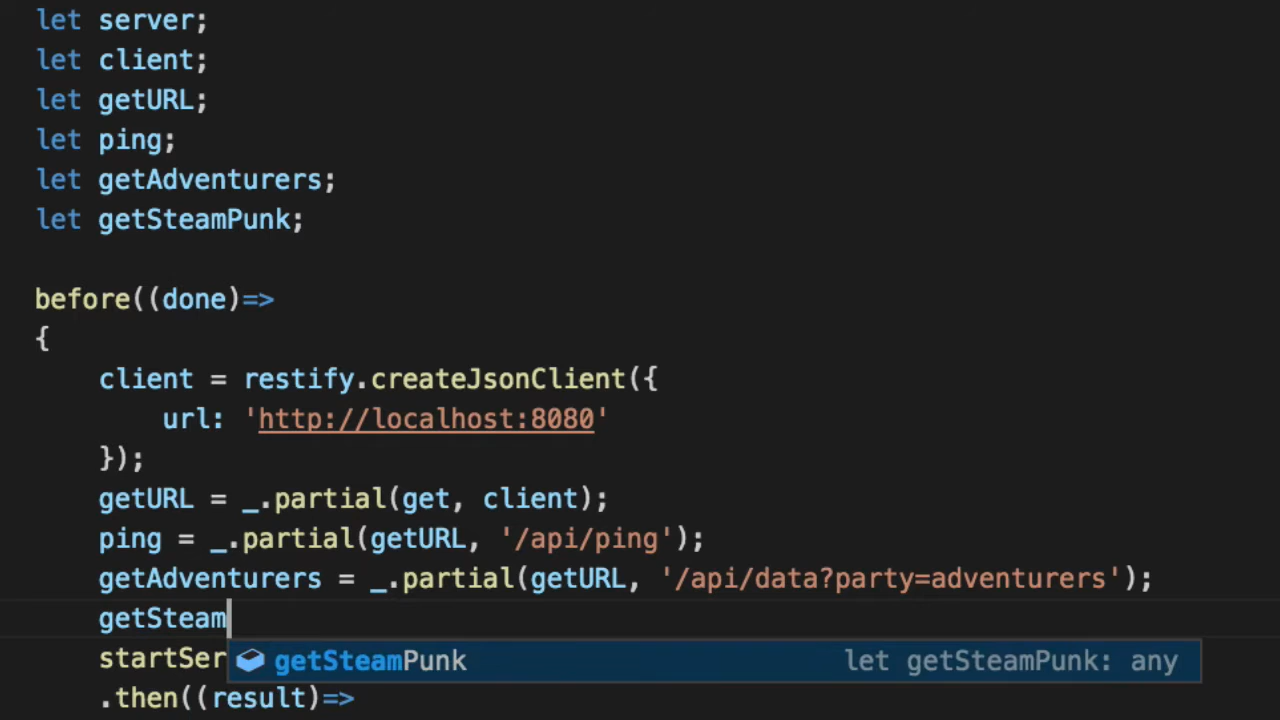 let server;
let client;
let getURL;
let ping;
let getAdventurers;
let getSteamPunk;
before((done)=>
{
client = restify.createJsonClient({
url: 'http://localhost:8080'
});
getURL = _.partial(get, client);
ping = _.partial(getURL, '/api/ping');
getAdventurers = _.partial(getURL, '/api/data?party=adventurers');
getSteam
startSer
getSteamPunk let getSteamPunk: any
.then((result)=>